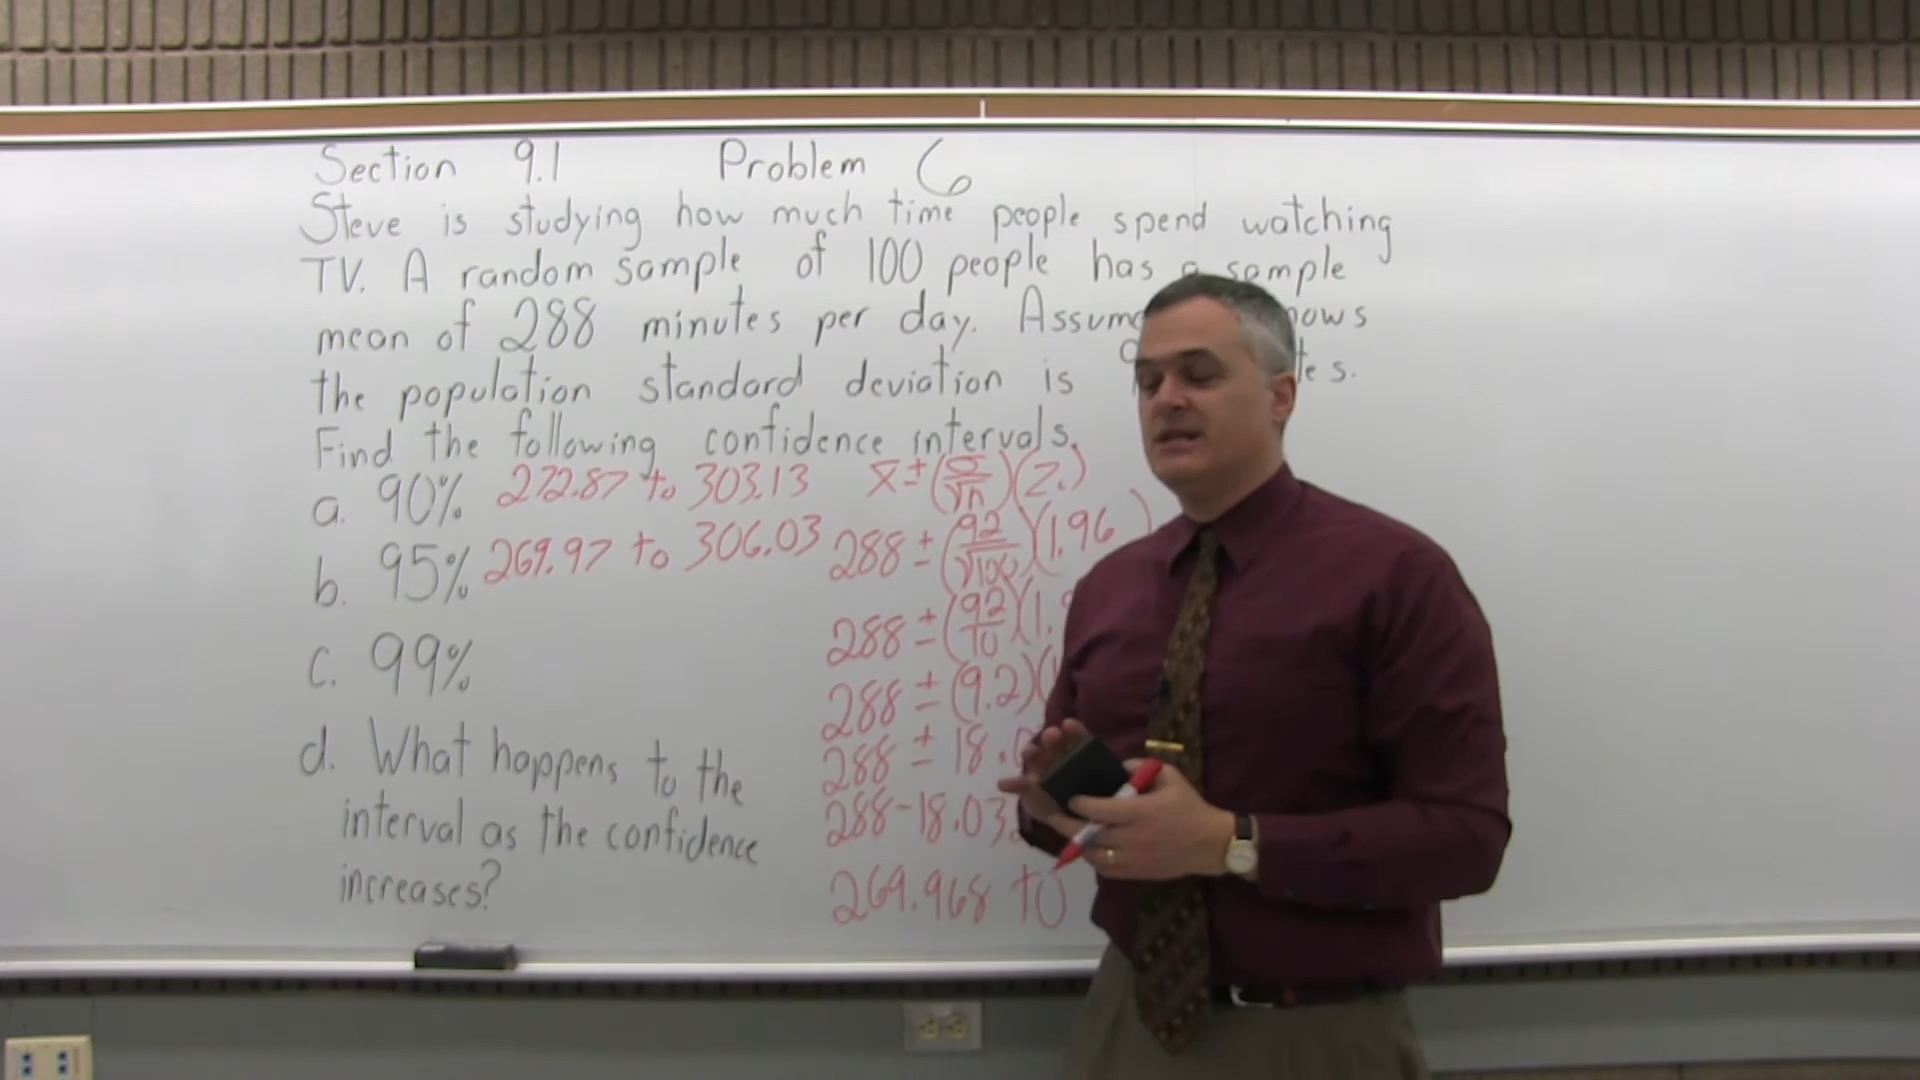 Section 9.1 Problem 6
Steve is studying how much time people spend watching
TV. A random sample of 100 people has a sample
mean of 288 minutes per day.
the population standard deviation is
Find the following confidence intervals.
a. 90% 272.87 to 303.13
b. 95% 269.97 to 306.03
c. 99%
d. What happens to the
interval as the confidence
increases?
x̄ ± (σ/√n)(Zc)
288 ± (92/√100)(1.96)
288 ± (92/10)(1.
288 ± (9.2)(
288 ± 18.0
288-18.03
269.968 to